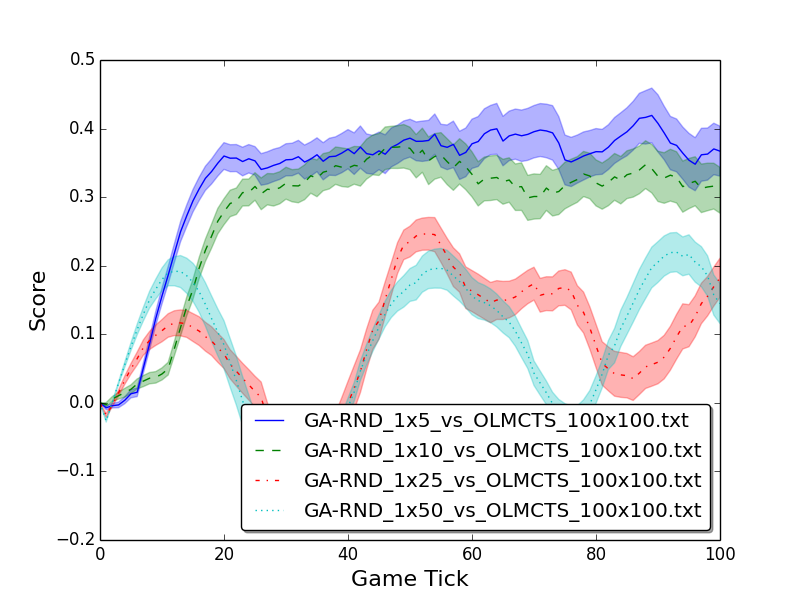 0.5
0.4
0.3
0.2
0.1
0.0
−0.1
−0.2
Score
GA-RND_1x5_vs_OLMCTS_100x100.txt
GA-RND_1x10_vs_OLMCTS_100x100.txt
GA-RND_1x25_vs_OLMCTS_100x100.txt
GA-RND_1x50_vs_OLMCTS_100x100.txt
0 20 40 60 80 100
Game Tick